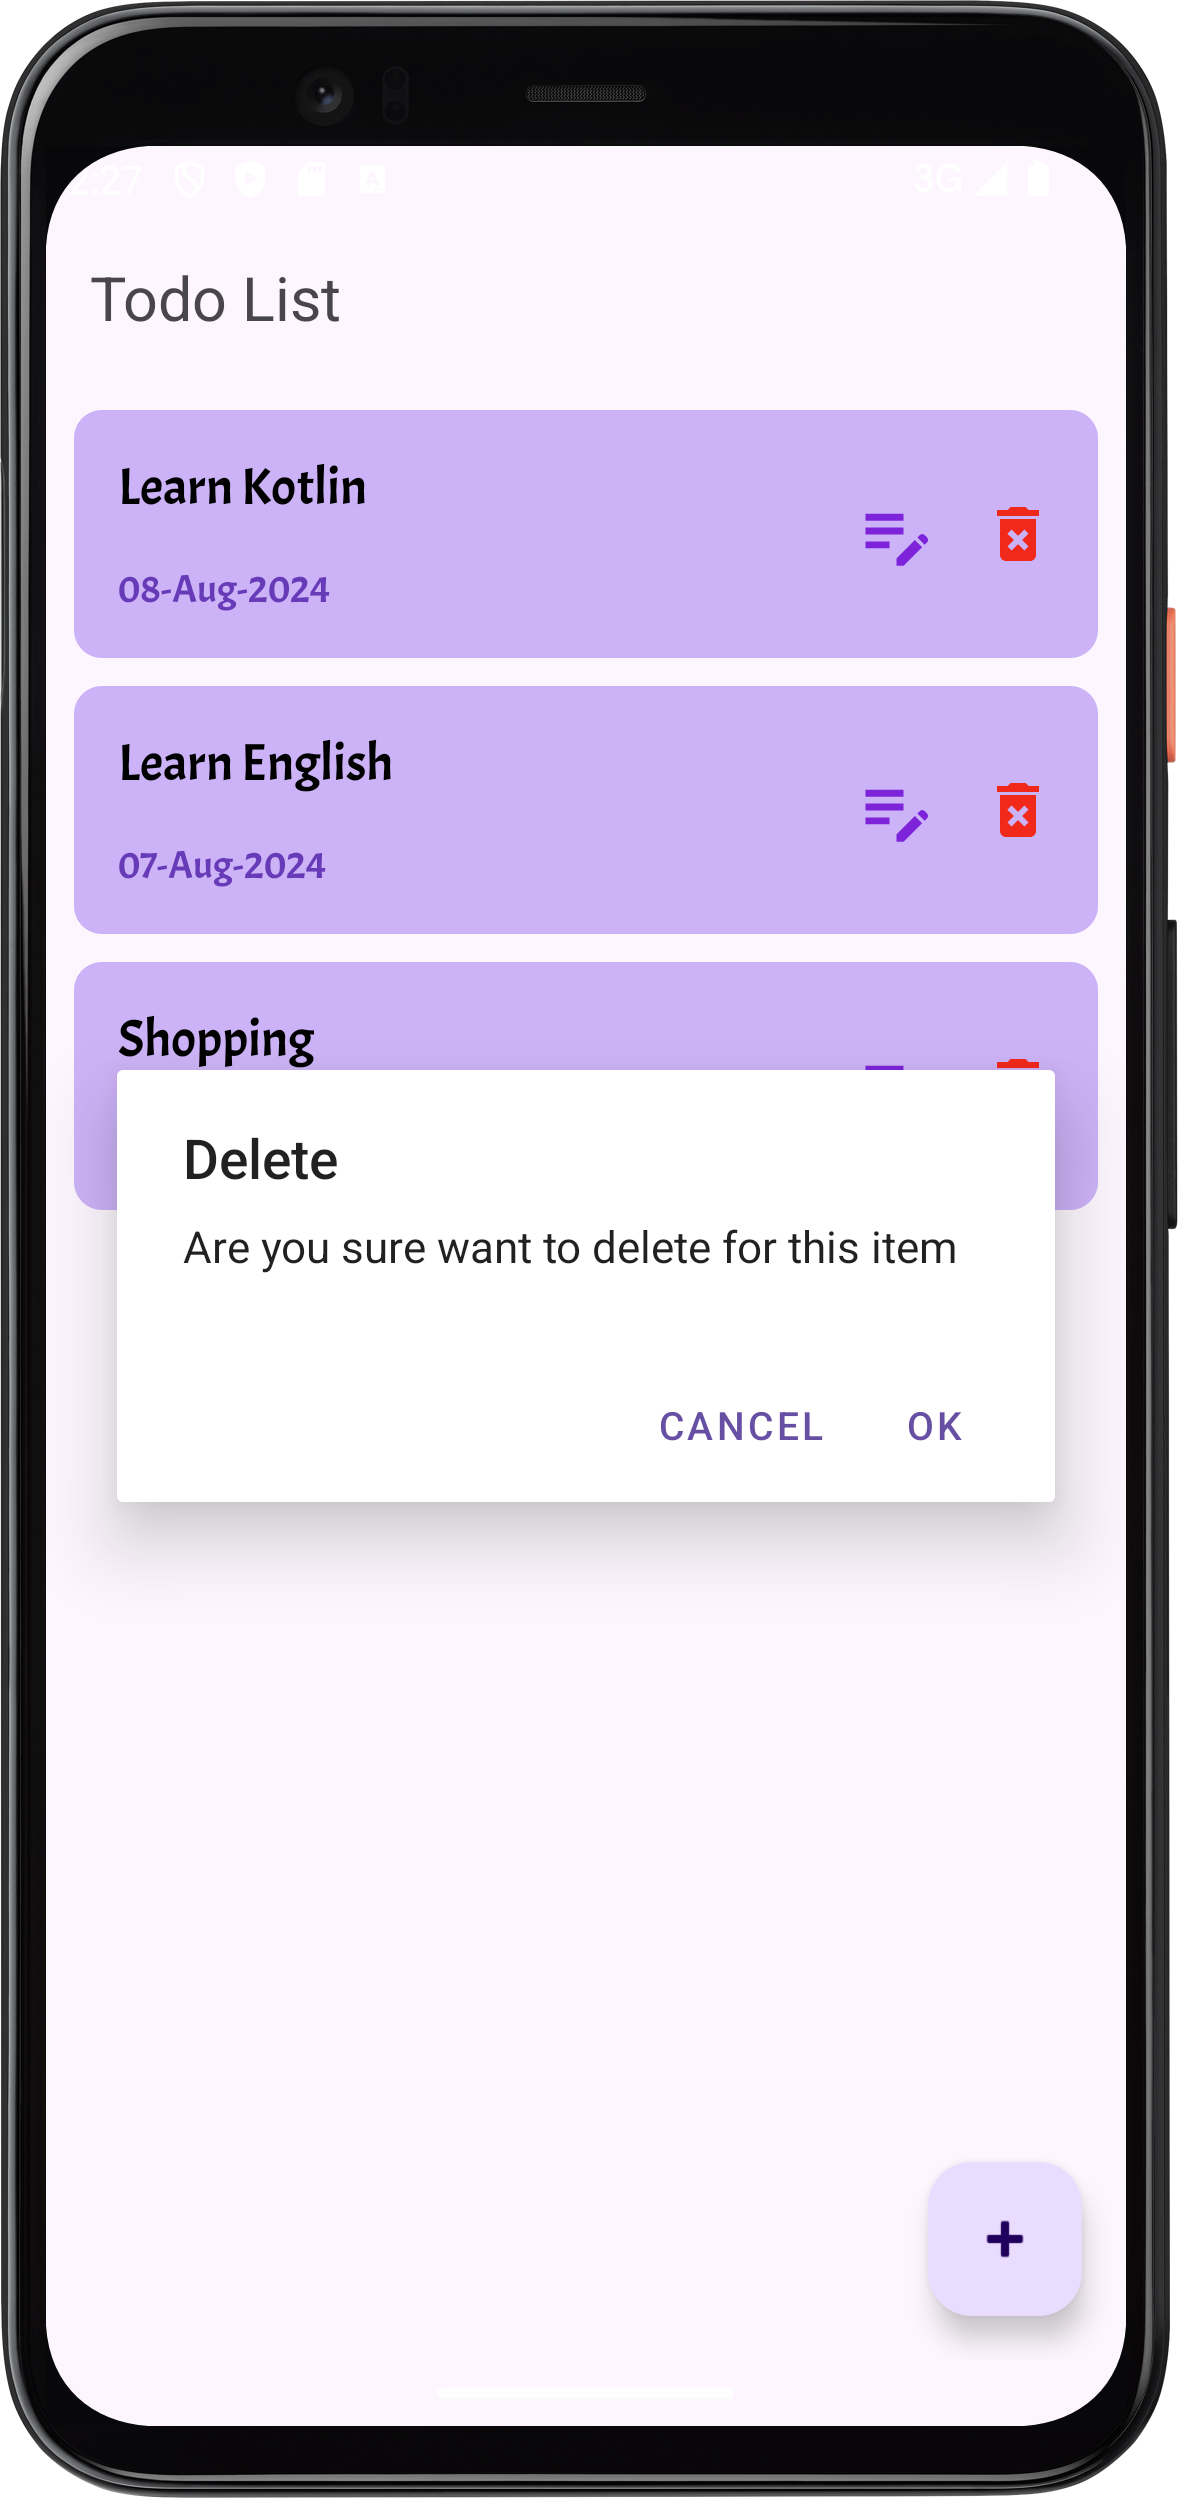 :27 3G
Todo List
Learn Kotlin
08-Aug-2024
Learn English
07-Aug-2024
Shopping
Delete
Are you sure want to delete for this item
CANCEL OK